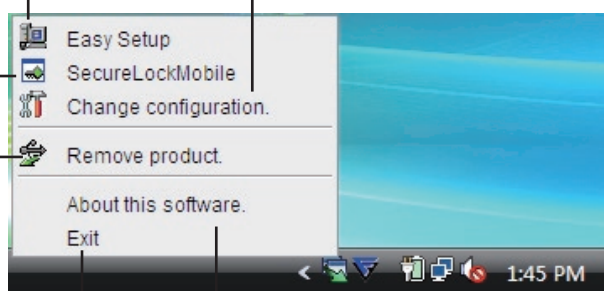 Easy Setup
SecureLockMobile
Change configuration.
Remove product.
About this software.
Exit
1:45 PM